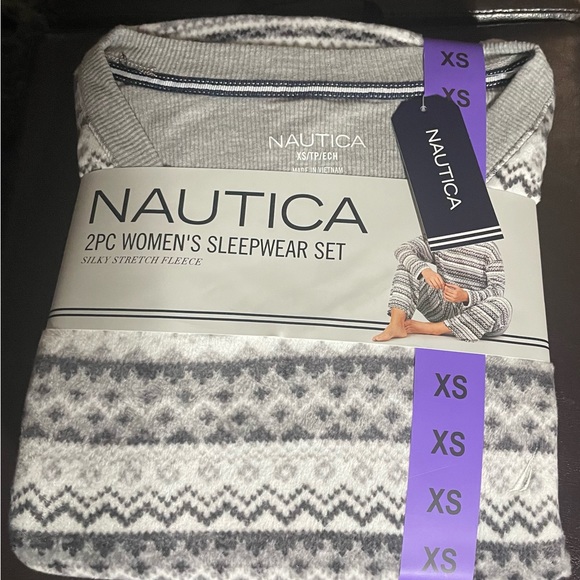 XS
XS
NAUTICA
XS/TP/ECH
MADE IN VIETNAM
NAUTICA
NAUTICA
2PC WOMEN'S SLEEPWEAR SET
SILKY STRETCH FLEECE
XS
XS
XS
XS